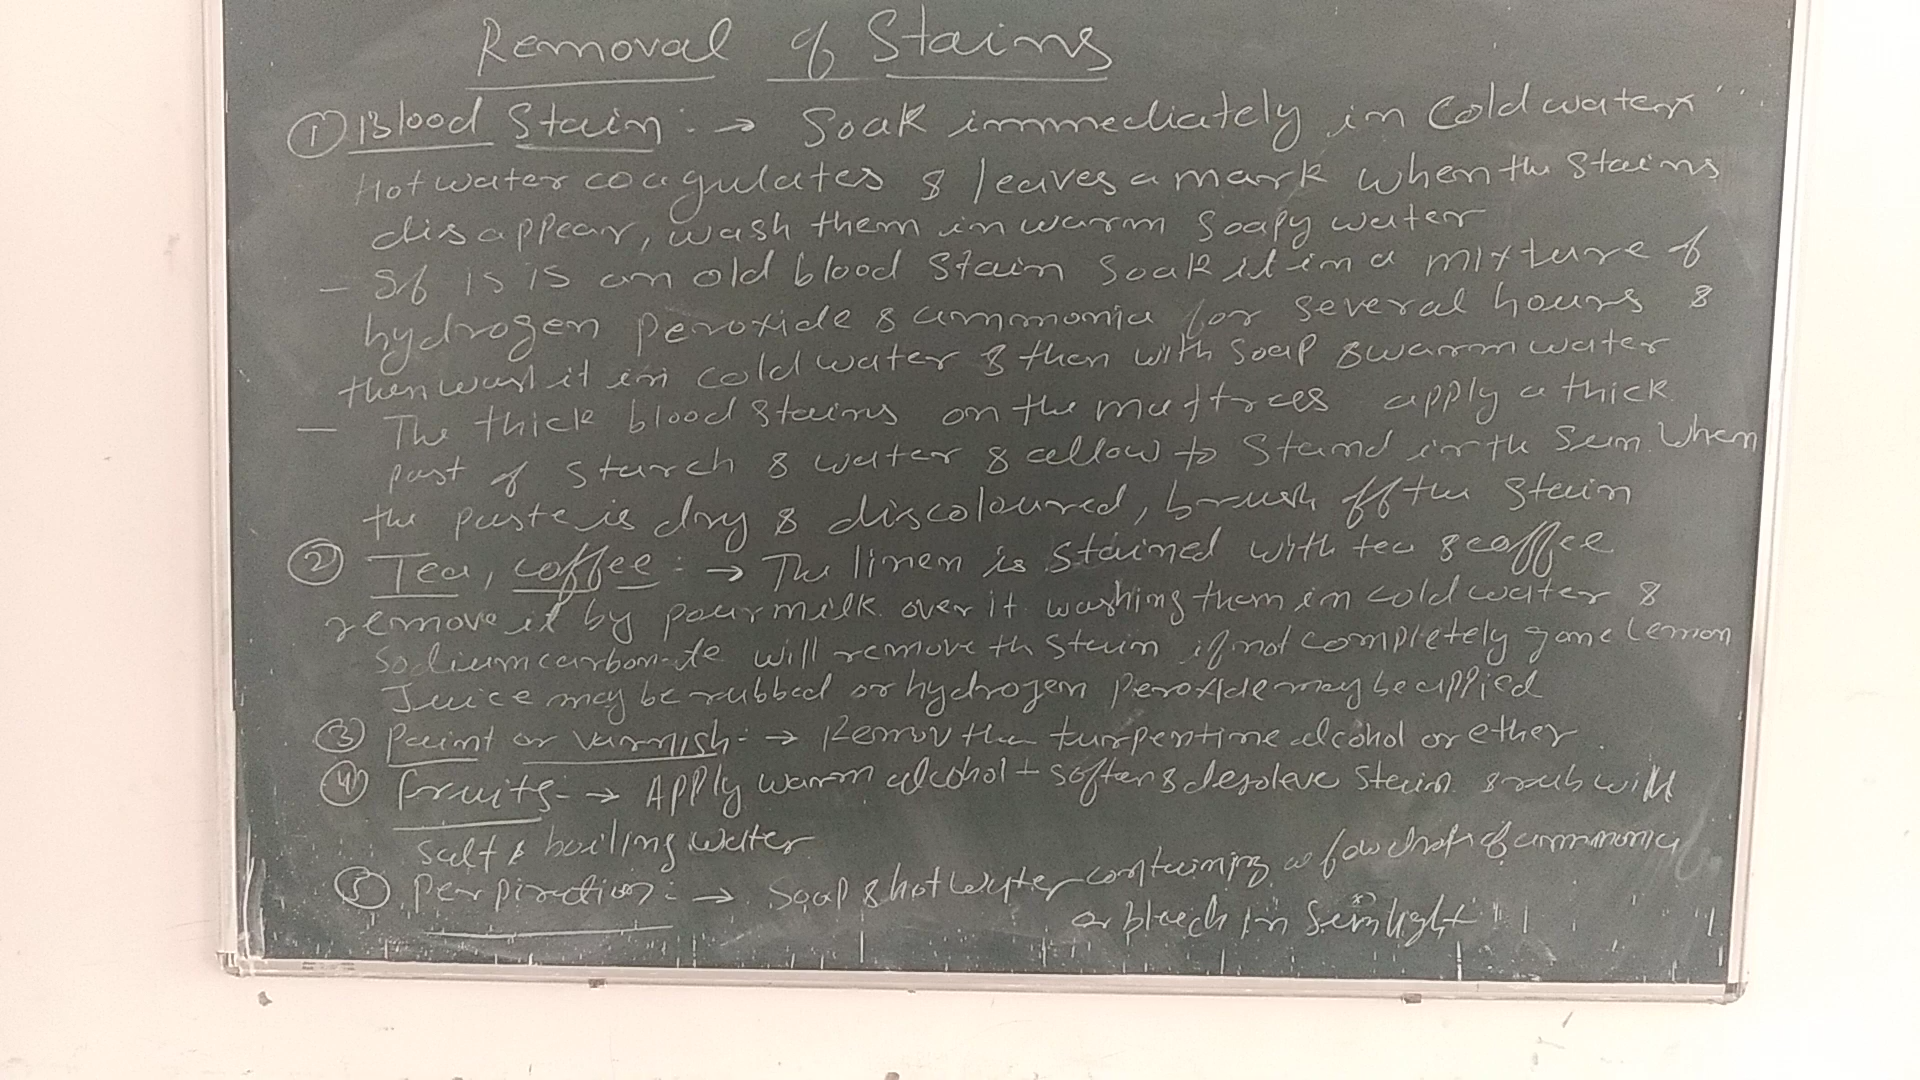 Removal of Stains
① Blood Stain :→ Soak immediately in cold water
Hot water coagulates & leaves a mark when the stains
disappear, wash them in warm soapy water
- If is is an old blood stain soak it in a mixture of
hydrogen peroxide & ammonia for several hours &
then wash it in cold water & then with soap & warm water
- The thick blood stains on the mattrces apply a thick
past of starch & water & allow to stand in the sun. When
the paste is dry & discoloured, brush off the stain
② Tea, coffee :→ The linen is stained with tea & coffee
remove it by pour milk over it washing them in cold water &
Sodium carbonate will remove th stain if not completely gone Lemon
Juice may be rubbed or hydrogen peroxide may be applied
③ Paint or varnish :→ Remov the turpentine alcohol or ether.
④ fruits :→ Apply warm alcohol + soften & desoleve stain & rub will
salt & boiling water
⑤ Perpiration :→ Soap & hot water containing a few drops of ammonia
or bleach in sunlight